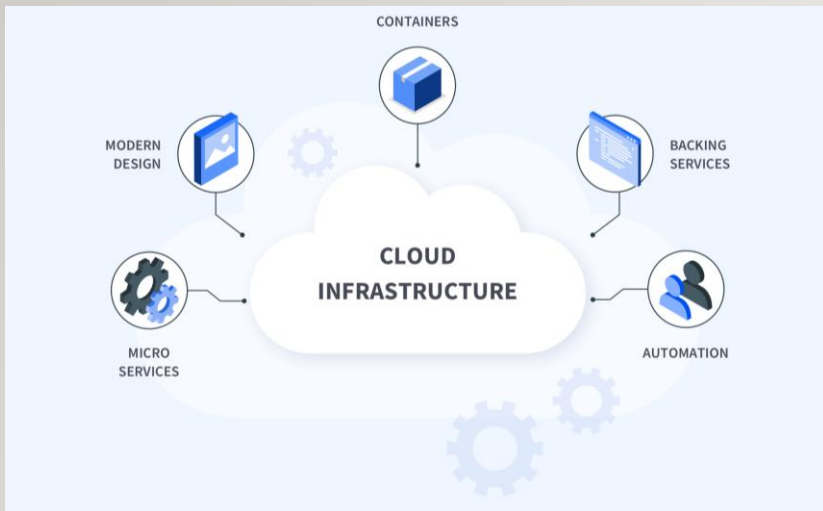 CONTAINERS
MODERN
DESIGN
BACKING
SERVICES
CLOUD
INFRASTRUCTURE
MICRO
SERVICES
AUTOMATION